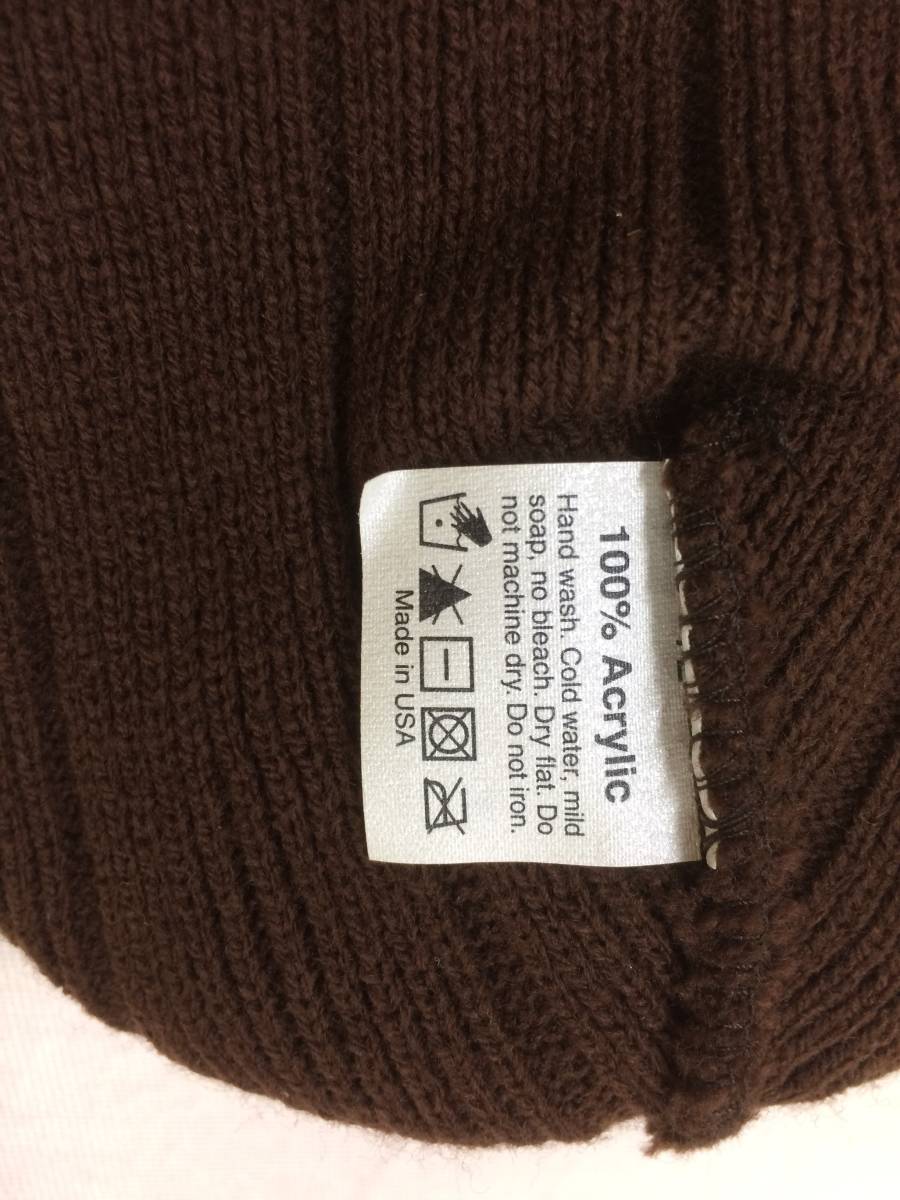 100% Acrylic
Hand wash. Cold water, mild
soap, no bleach. Dry flat. Do
not machine dry. Do not iron.
Made in USA